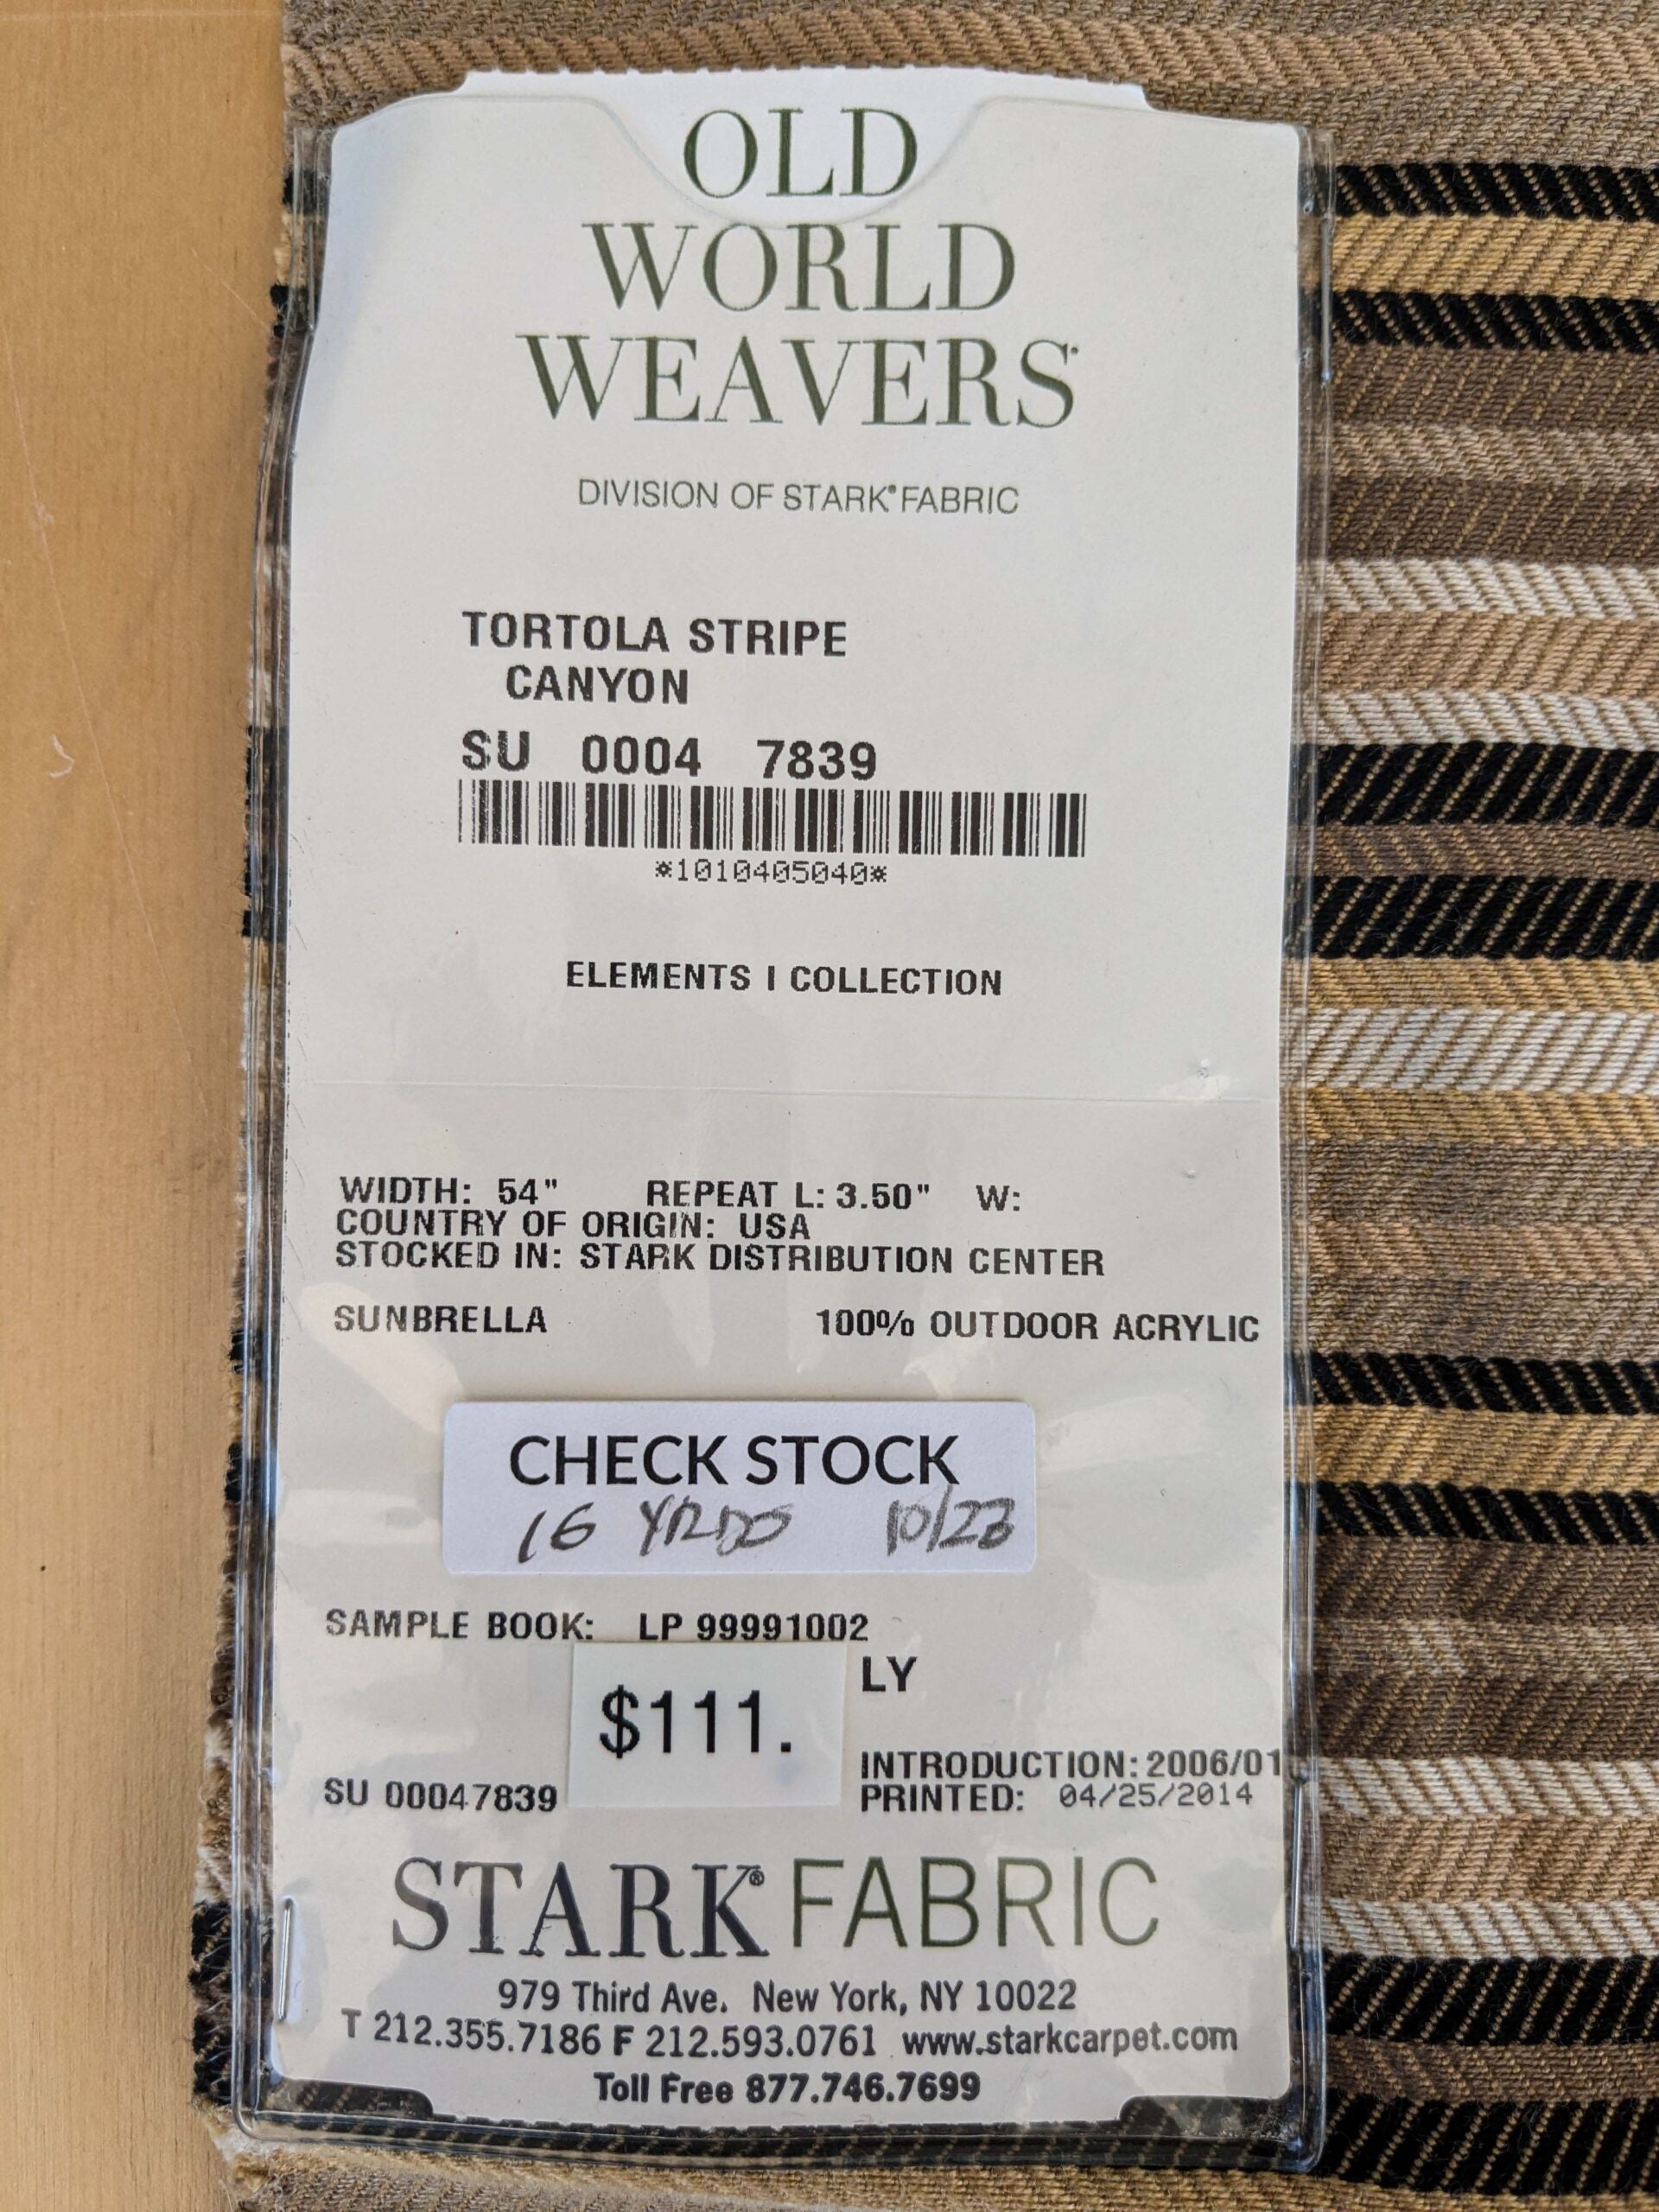 OLD
WORLD
WEAVERS
DIVISION OF STARK® FABRIC
TORTOLA STRIPE
CANYON
SU 0004 7839
*1010405040*
ELEMENTS I COLLECTION
WIDTH: 54" REPEAT L: 3.50" W:
COUNTRY OF ORIGIN: USA
STOCKED IN: STARK DISTRIBUTION CENTER
SUNBRELLA 100% OUTDOOR ACRYLIC
CHECK STOCK
16 YRDS 10/23
SAMPLE BOOK: LP 99991002
LY
$111.
INTRODUCTION: 2006/01
SU 00047839 PRINTED: 04/25/2014
STARK® FABRIC
979 Third Ave. New York, NY 10022
T 212.355.7186 F 212.593.0761 www.starkcarpet.com
Toll Free 877.746.7699